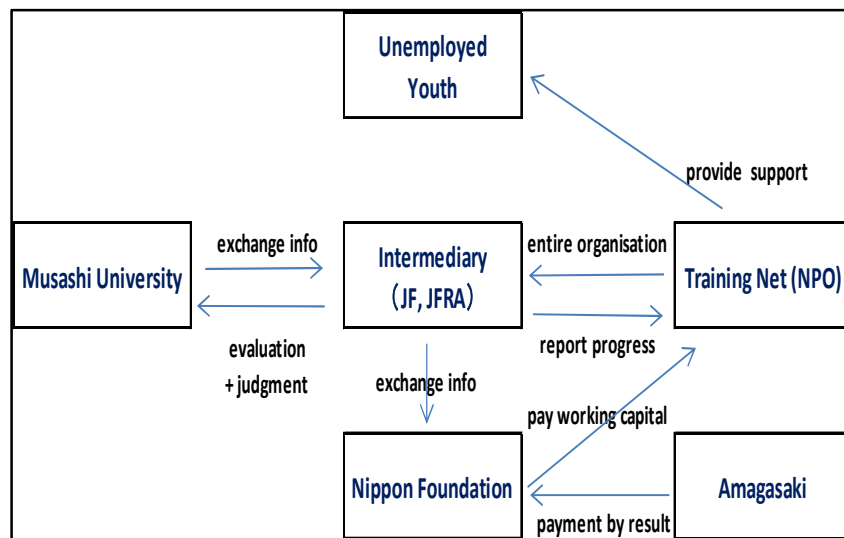 Unemployed
Youth
provide support
exchange info
entire organisation
Musashi University
Intermediary
(JF, JFRA)
Training Net (NPO)
evaluation
+ judgment
report progress
exchange info
pay working capital
Nippon Foundation
Amagasaki
payment by result